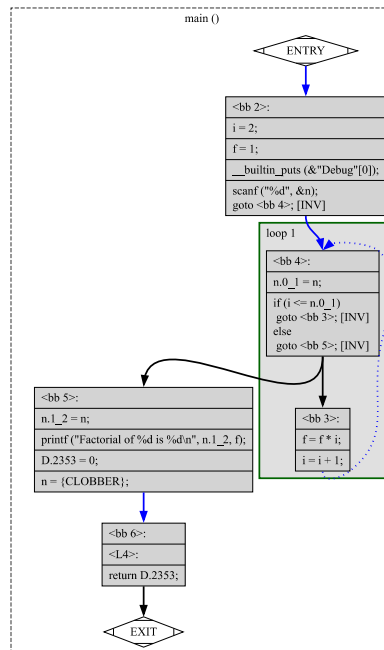 main ()
ENTRY
<bb 2>:
i = 2;
f = 1;
__builtin_puts (&"Debug"[0]);
scanf ("%d", &n);
goto <bb 4>; [INV]
loop 1
<bb 4>:
n.0_1 = n;
if (i <= n.0_1)
goto <bb 3>; [INV]
else
goto <bb 5>; [INV]
<bb 5>:
n.1_2 = n;
printf ("Factorial of %d is %d\n", n.1_2, f);
D.2353 = 0;
n = {CLOBBER};
<bb 3>:
f = f * i;
i = i + 1;
<bb 6>:
<L4>:
return D.2353;
EXIT